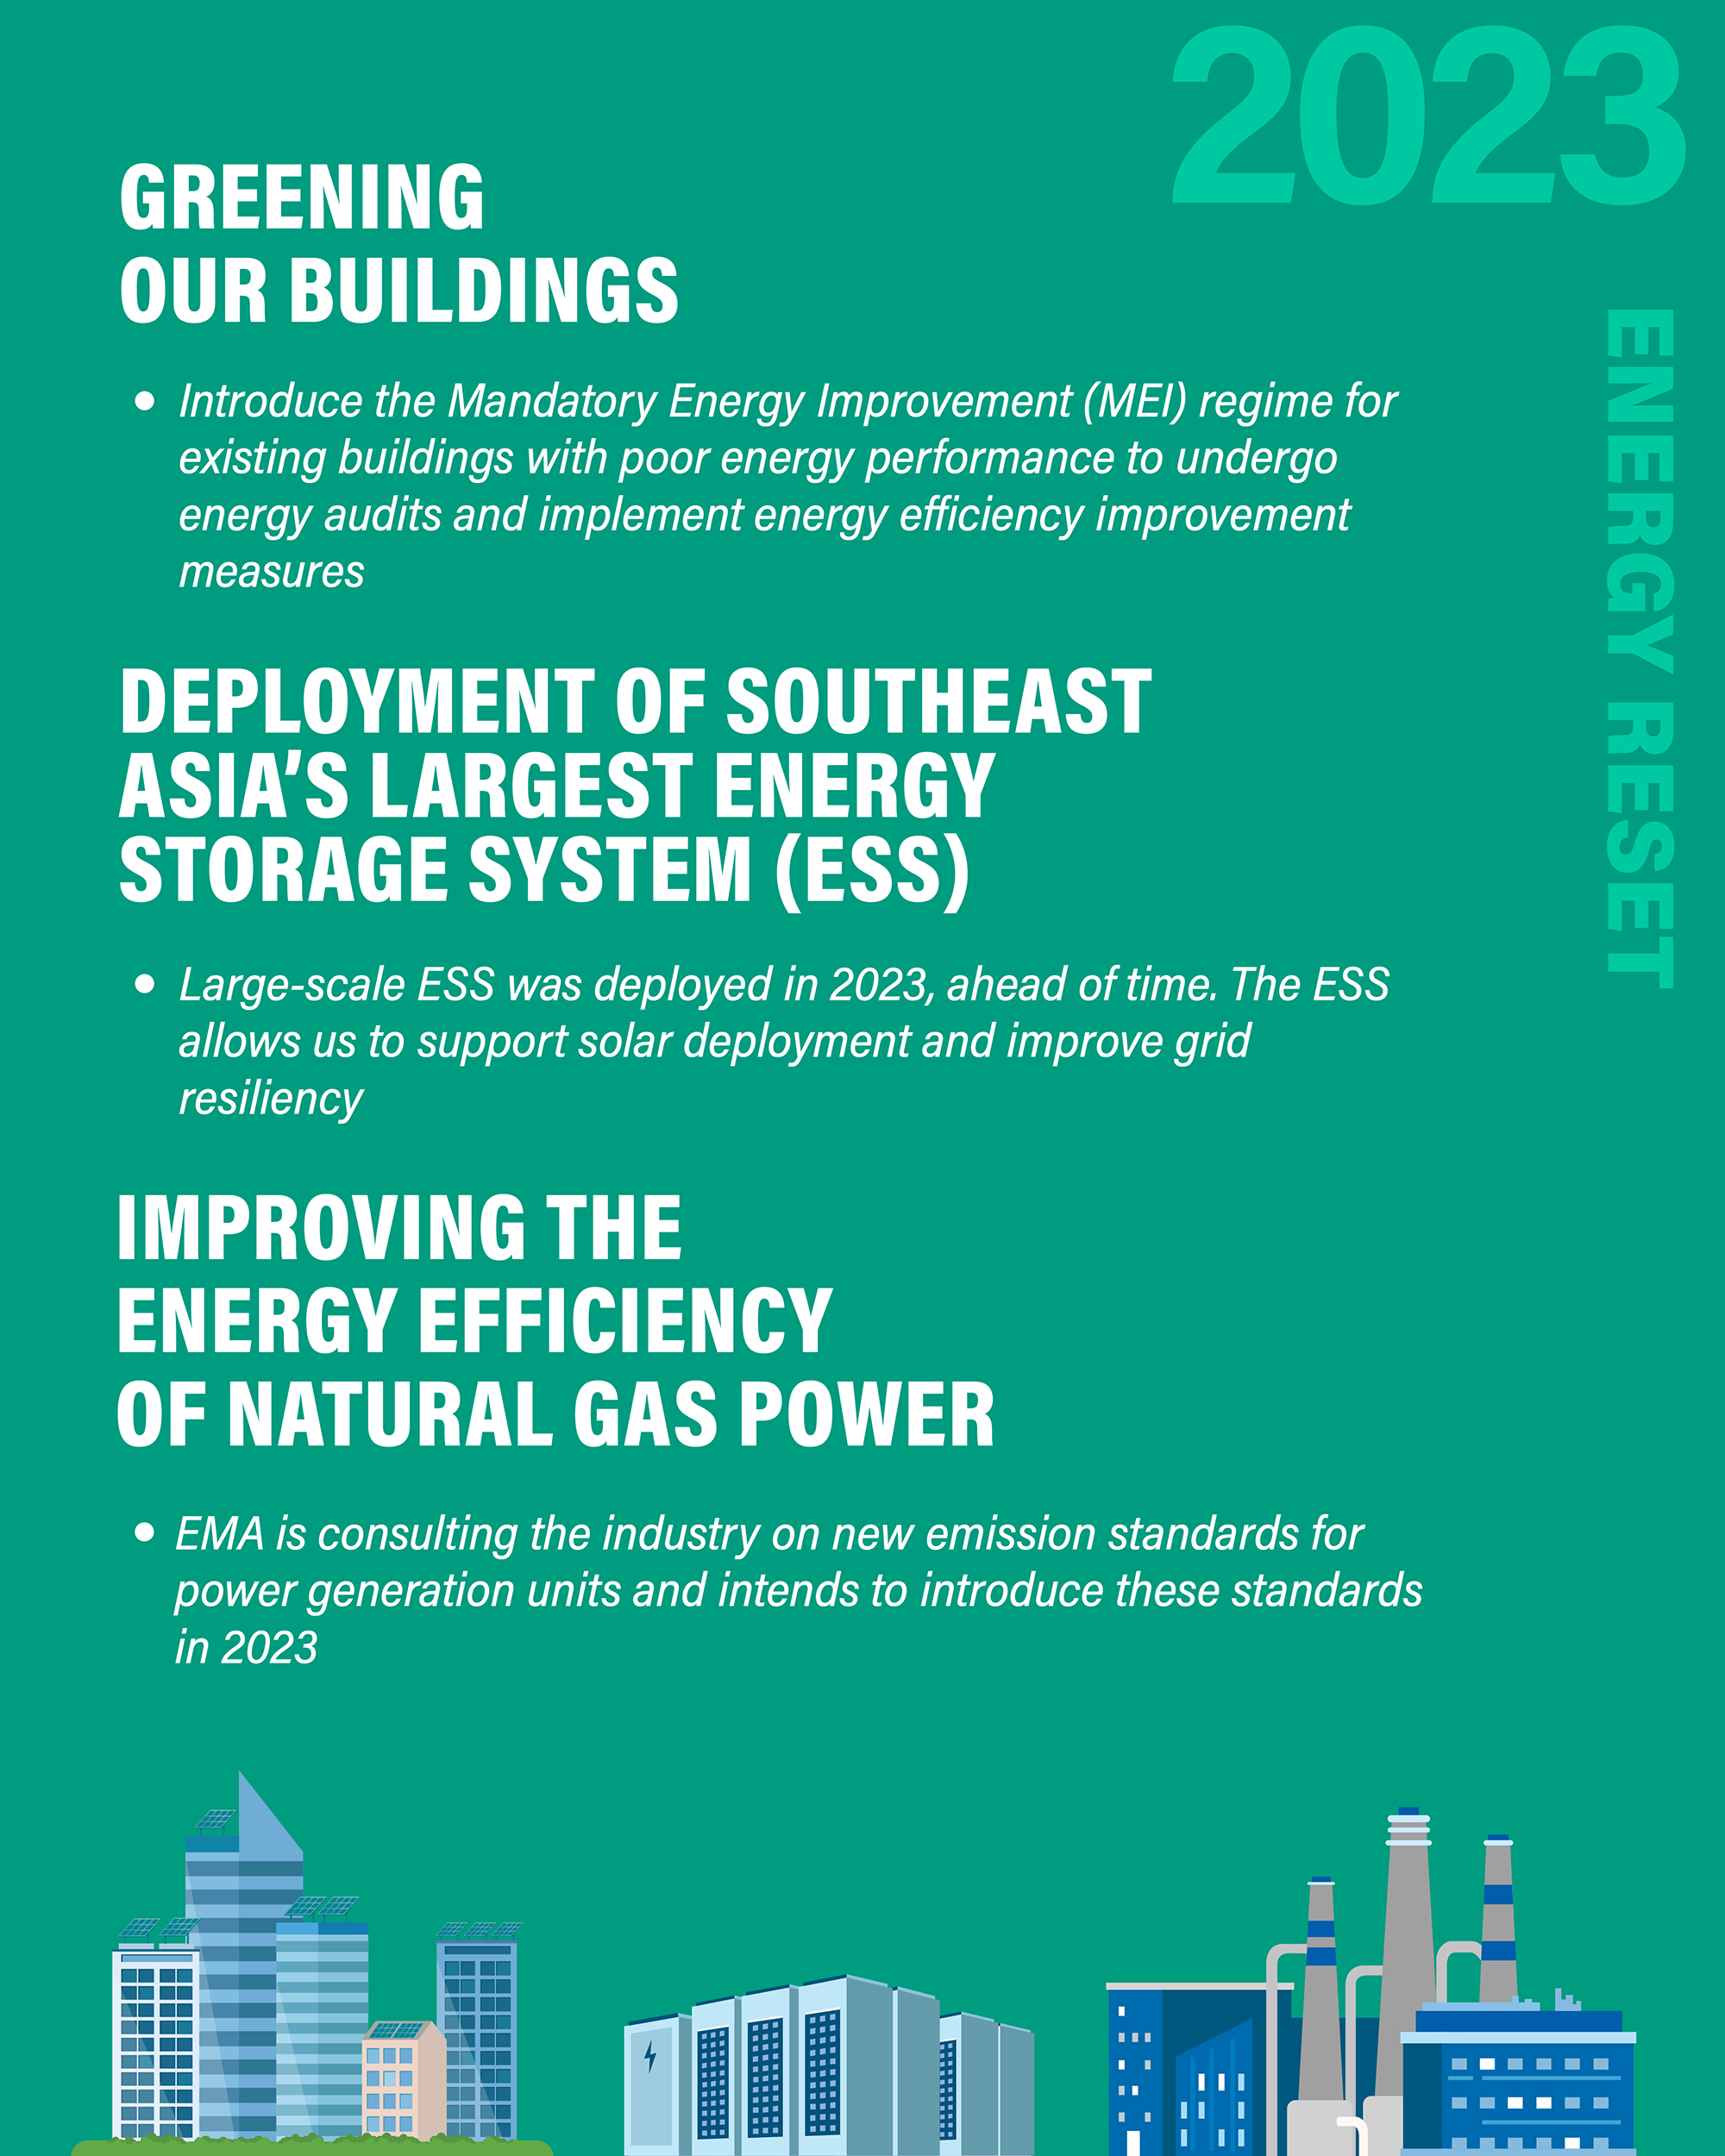 2023
GREENING
OUR BUILDINGS
● Introduce the Mandatory Energy Improvement (MEI) regime for
existing buildings with poor energy performance to undergo
energy audits and implement energy efficiency improvement
measures
DEPLOYMENT OF SOUTHEAST
ASIA’S LARGEST ENERGY
STORAGE SYSTEM (ESS)
● Large-scale ESS was deployed in 2023, ahead of time. The ESS
allows us to support solar deployment and improve grid
resiliency
IMPROVING THE
ENERGY EFFICIENCY
OF NATURAL GAS POWER
● EMA is consulting the industry on new emission standards for
power generation units and intends to introduce these standards
in 2023
ENERGY RESET